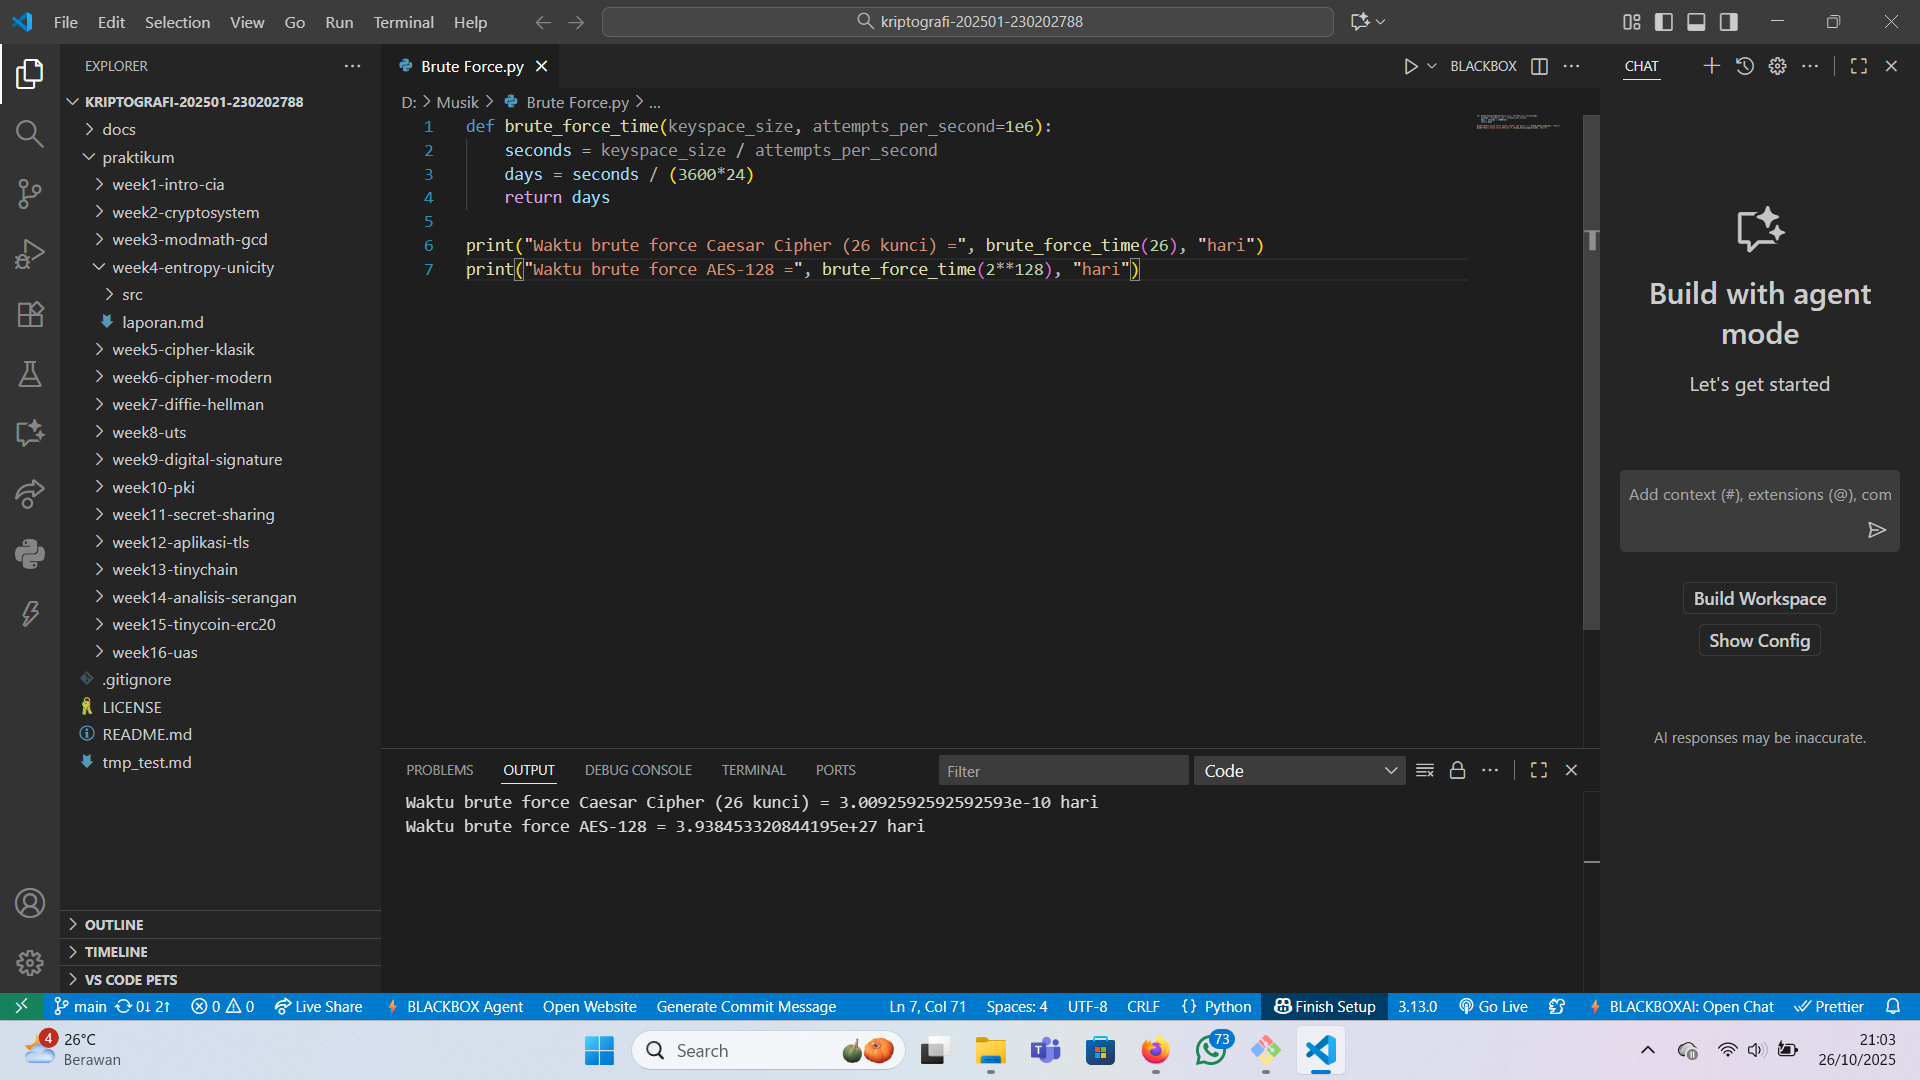 File Edit Selection View Go Run Terminal Help
kriptografi-202501-230202788
EXPLORER
KRIPTOGRAFI-202501-230202788
docs
praktikum
week1-intro-cia
week2-cryptosystem
week3-modmath-gcd
week4-entropy-unicity
src
laporan.md
week5-cipher-klasik
week6-cipher-modern
week7-diffie-hellman
week8-uts
week9-digital-signature
week10-pki
week11-secret-sharing
week12-aplikasi-tls
week13-tinychain
week14-analisis-serangan
week15-tinycoin-erc20
week16-uas
.gitignore
LICENSE
README.md
tmp_test.md
OUTLINE
TIMELINE
VS CODE PETS
Brute Force.py
BLACKBOX
D: > Musik > Brute Force.py > ...
1 def brute_force_time(keyspace_size, attempts_per_second=1e6):
2     seconds = keyspace_size / attempts_per_second
3     days = seconds / (3600*24)
4     return days
5
6 print("Waktu brute force Caesar Cipher (26 kunci) =", brute_force_time(26), "hari")
7 print("Waktu brute force AES-128 =", brute_force_time(2**128), "hari")
PROBLEMS OUTPUT DEBUG CONSOLE TERMINAL PORTS
Filter
Code
Waktu brute force Caesar Cipher (26 kunci) = 3.0092592592592593e-10 hari
Waktu brute force AES-128 = 3.938453320844195e+27 hari
CHAT
Build with agent
mode
Let's get started
Add context (#), extensions (@), com
Build Workspace
Show Config
AI responses may be inaccurate.
main 0↓ 2↑ 0 0 Live Share BLACKBOX Agent Open Website Generate Commit Message Ln 7, Col 71 Spaces: 4 UTF-8 CRLF {} Python Finish Setup 3.13.0 Go Live BLACKBOXAI: Open Chat Prettier
4
26°C
Berawan
Search
73
21:03
26/10/2025